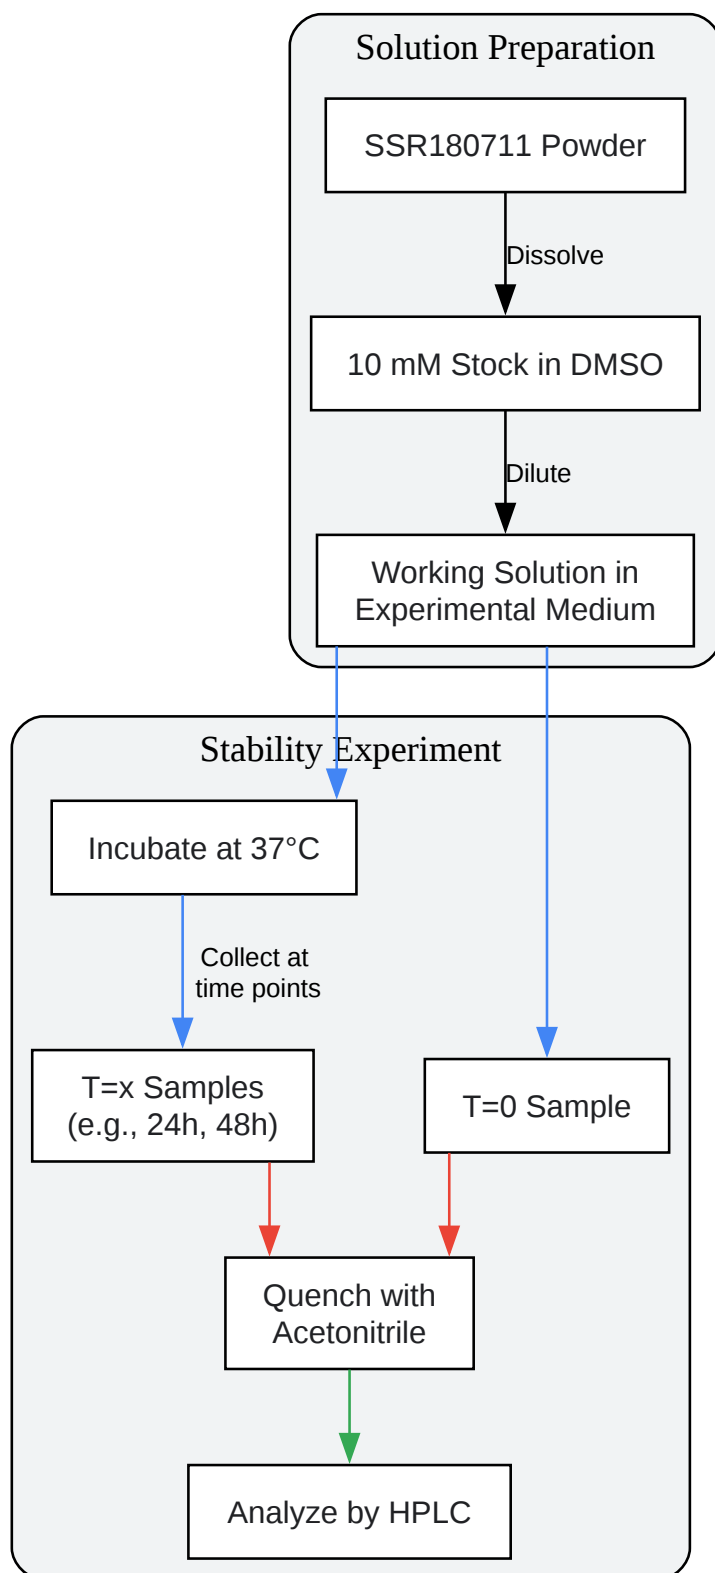 Solution Preparation
SSR180711 Powder
Dissolve
10 mM Stock in DMSO
Dilute
Working Solution in
Experimental Medium
Stability Experiment
Incubate at 37°C
Collect at
time points
T=x Samples
(e.g., 24h, 48h)
T=0 Sample
Quench with
Acetonitrile
Analyze by HPLC